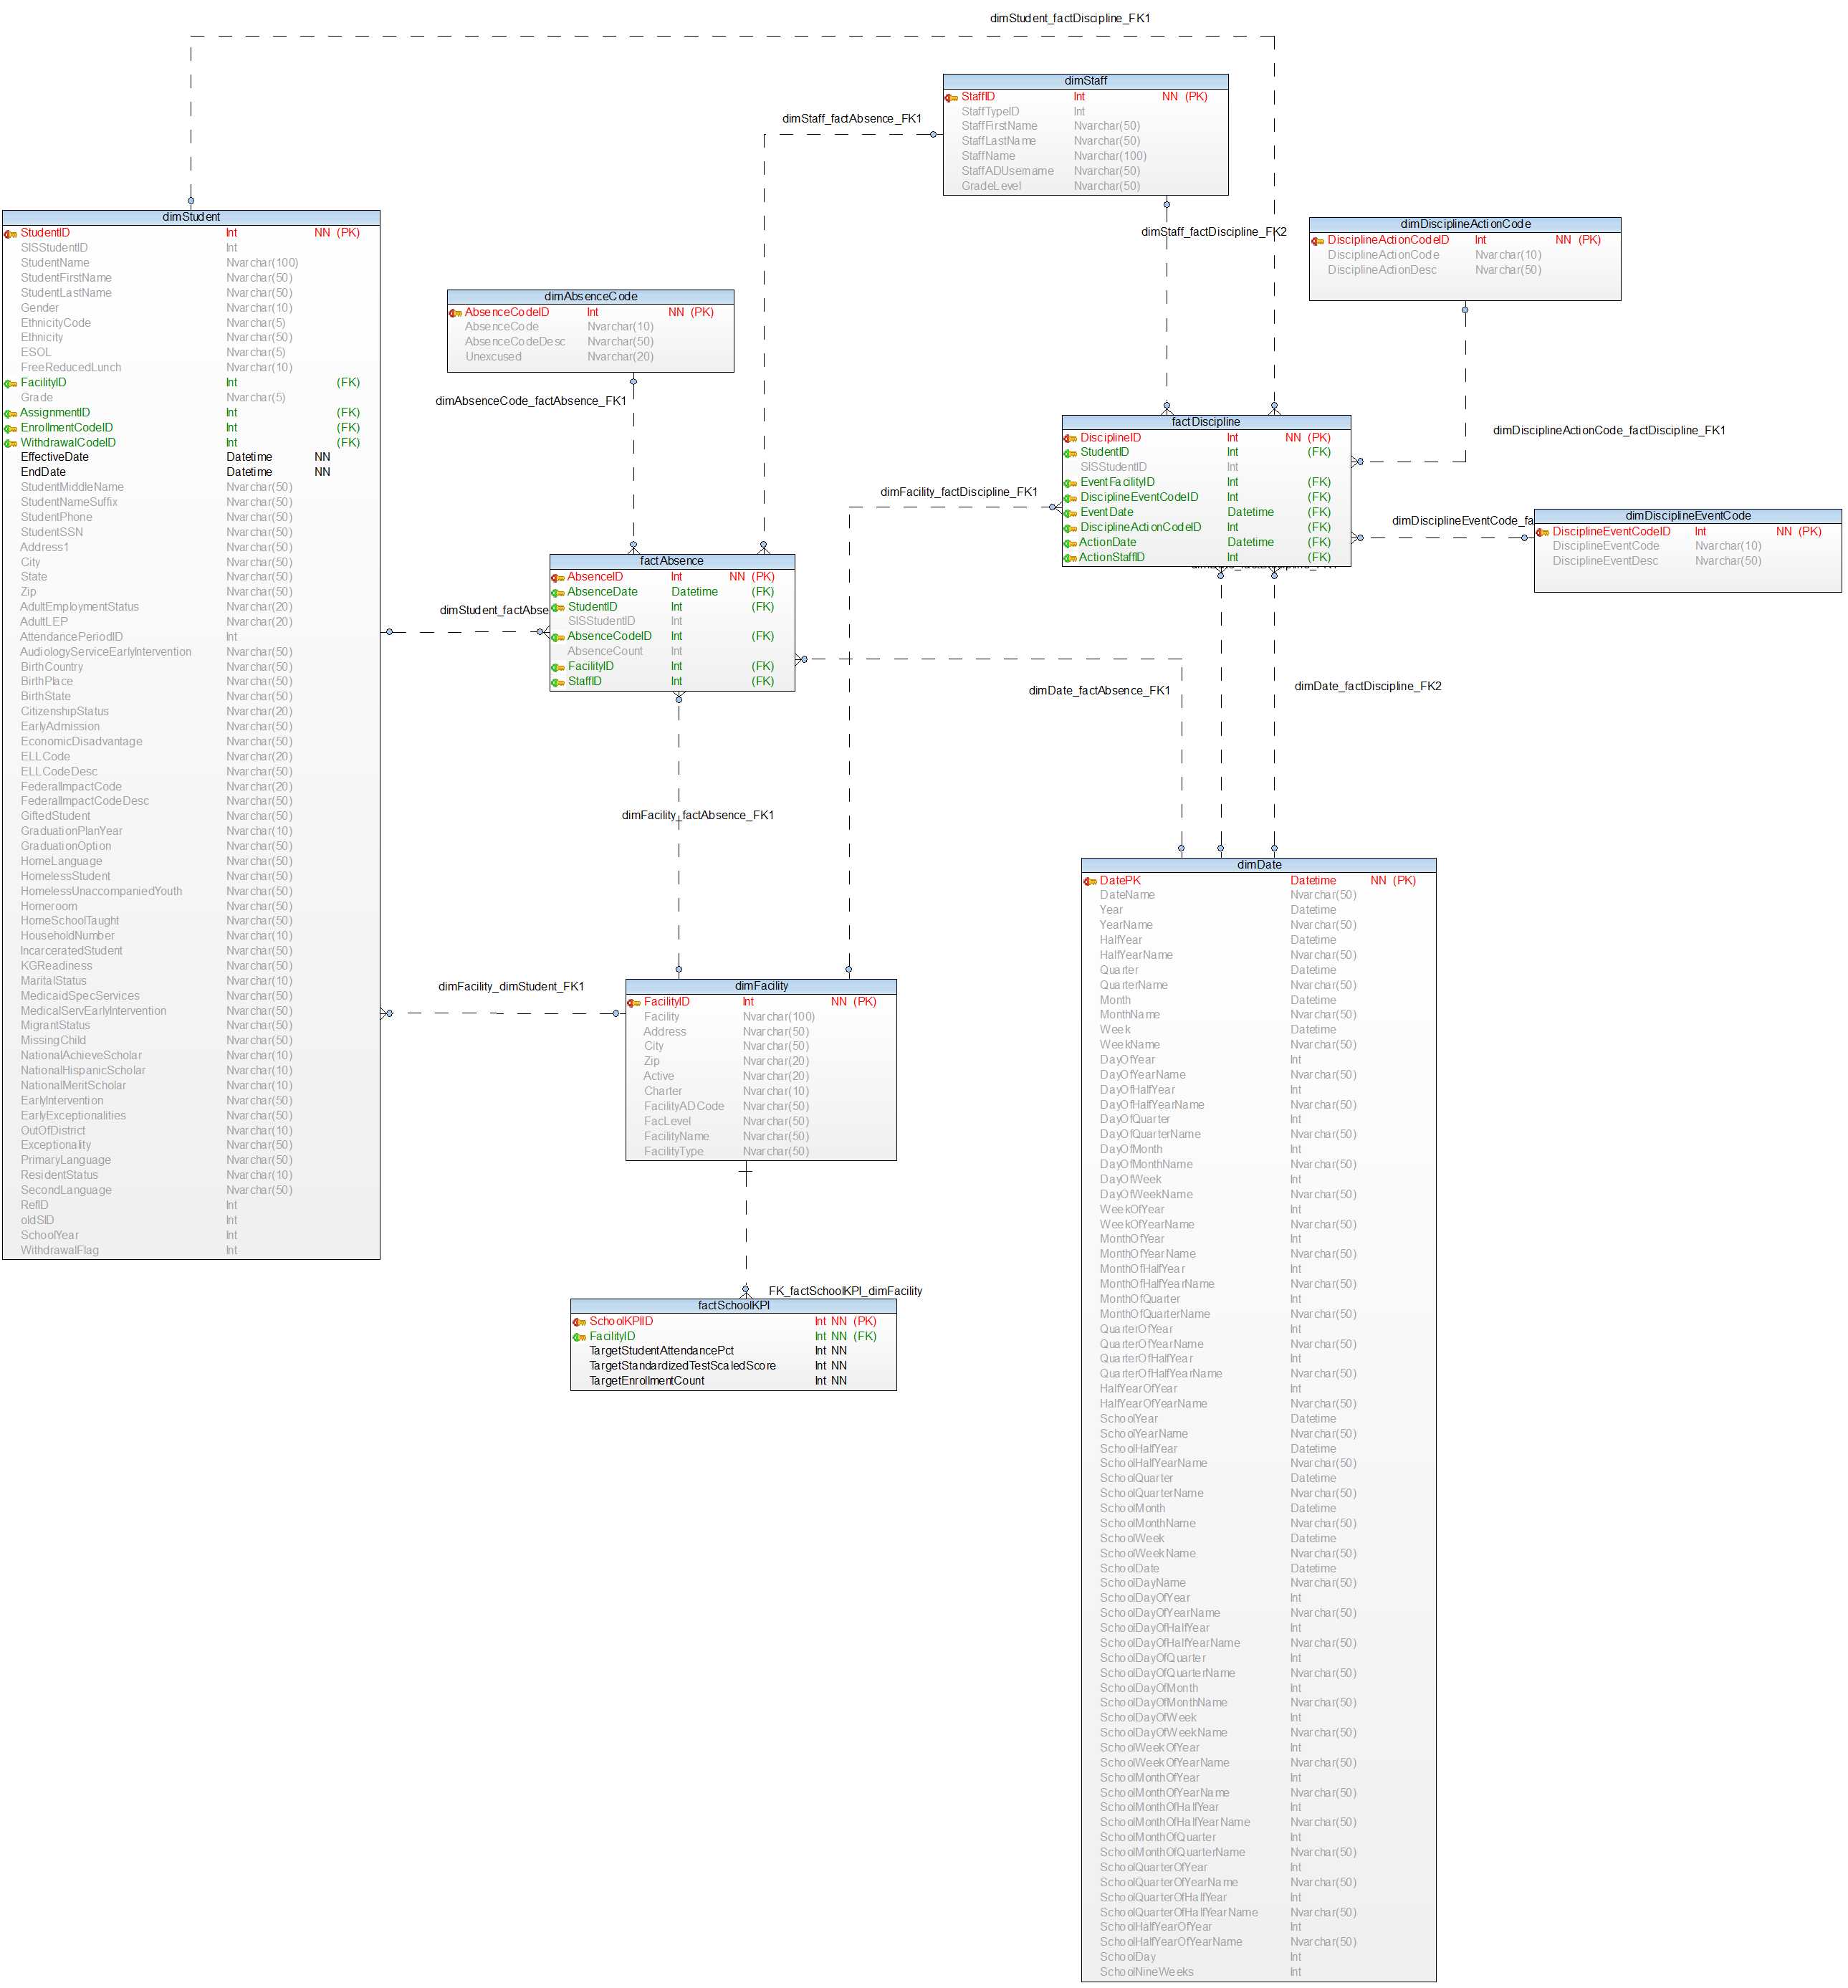 dimStudent_factDiscipline_FK1
dimStaff
StaffID Int NN (PK)
StaffTypeID Int
StaffFirstName Nvarchar(50)
StaffLastName Nvarchar(50)
StaffName Nvarchar(100)
StaffADUsername Nvarchar(50)
GradeLevel Nvarchar(50)
dimStaff_factAbsence_FK1
dimStaff_factDiscipline_FK2
dimStudent
StudentID Int NN (PK)
SISStudentID Int
StudentName Nvarchar(100)
StudentFirstName Nvarchar(50)
StudentLastName Nvarchar(50)
Gender Nvarchar(10)
EthnicityCode Nvarchar(5)
Ethnicity Nvarchar(50)
ESOL Nvarchar(5)
FreeReducedLunch Nvarchar(10)
FacilityID Int (FK)
Grade Nvarchar(5)
AssignmentID Int (FK)
EnrollmentCodeID Int (FK)
WithdrawalCodeID Int (FK)
EffectiveDate Datetime NN
EndDate Datetime NN
StudentMiddleName Nvarchar(50)
StudentNameSuffix Nvarchar(50)
StudentPhone Nvarchar(50)
StudentSSN Nvarchar(50)
Address1 Nvarchar(50)
City Nvarchar(50)
State Nvarchar(50)
Zip Nvarchar(50)
AdultEmploymentStatus Nvarchar(20)
AdultLEP Nvarchar(20)
AttendancePeriodID Int
AudiologyServiceEarlyIntervention Nvarchar(50)
BirthCountry Nvarchar(50)
BirthPlace Nvarchar(50)
BirthState Nvarchar(50)
CitizenshipStatus Nvarchar(20)
EarlyAdmission Nvarchar(50)
EconomicDisadvantage Nvarchar(50)
ELLCode Nvarchar(20)
ELLCodeDesc Nvarchar(50)
FederalImpactCode Nvarchar(20)
FederalImpactCodeDesc Nvarchar(50)
GiftedStudent Nvarchar(50)
GraduationPlanYear Nvarchar(10)
GraduationOption Nvarchar(50)
HomeLanguage Nvarchar(50)
HomelessStudent Nvarchar(50)
HomelessUnaccompaniedYouth Nvarchar(50)
Homeroom Nvarchar(50)
HomeSchoolTaught Nvarchar(50)
HouseholdNumber Nvarchar(10)
IncarceratedStudent Nvarchar(50)
KGReadiness Nvarchar(50)
MaritalStatus Nvarchar(10)
MedicaidSpecServices Nvarchar(50)
MedicalServEarlyIntervention Nvarchar(50)
MigrantStatus Nvarchar(50)
MissingChild Nvarchar(50)
NationalAchieveScholar Nvarchar(10)
NationalHispanicScholar Nvarchar(10)
NationalMeritScholar Nvarchar(10)
EarlyIntervention Nvarchar(50)
EarlyExceptionalities Nvarchar(50)
OutOfDistrict Nvarchar(10)
Exceptionality Nvarchar(50)
PrimaryLanguage Nvarchar(50)
ResidentStatus Nvarchar(10)
SecondLanguage Nvarchar(50)
RefID Int
oldSID Int
SchoolYear Int
WithdrawalFlag Int
dimDisciplineActionCode
DisciplineActionCodeID Int NN (PK)
DisciplineActionCode Nvarchar(10)
DisciplineActionDesc Nvarchar(50)
dimAbsenceCode
AbsenceCodeID Int NN (PK)
AbsenceCode Nvarchar(10)
AbsenceCodeDesc Nvarchar(50)
Unexcused Nvarchar(20)
dimAbsenceCode_factAbsence_FK1
factDiscipline
DisciplineID Int NN (PK)
StudentID Int (FK)
SISStudentID Int
EventFacilityID Int (FK)
DisciplineEventCodeID Int (FK)
EventDate Datetime (FK)
DisciplineActionCodeID Int (FK)
ActionDate Datetime (FK)
ActionStaffID Int (FK)
dimDisciplineActionCode_factDiscipline_FK1
dimFacility_factDiscipline_FK1
dimDisciplineEventCode_fa
dimDisciplineEventCode
DisciplineEventCodeID Int NN (PK)
DisciplineEventCode Nvarchar(10)
DisciplineEventDesc Nvarchar(50)
factAbsence
AbsenceID Int NN (PK)
AbsenceDate Datetime (FK)
StudentID Int (FK)
SISStudentID Int
AbsenceCodeID Int (FK)
AbsenceCount Int
FacilityID Int (FK)
StaffID Int (FK)
dimStudent_factAbse
dimDate_factAbsence_FK1
dimDate_factDiscipline_FK2
dimFacility_factAbsence_FK1
dimFacility_dimStudent_FK1
dimFacility
FacilityID Int NN (PK)
Facility Nvarchar(100)
Address Nvarchar(50)
City Nvarchar(50)
Zip Nvarchar(20)
Active Nvarchar(20)
Charter Nvarchar(10)
FacilityADCode Nvarchar(50)
FacLevel Nvarchar(50)
FacilityName Nvarchar(50)
FacilityType Nvarchar(50)
FK_factSchoolKPI_dimFacility
factSchoolKPI
SchoolKPIID Int NN (PK)
FacilityID Int NN (FK)
TargetStudentAttendancePct Int NN
TargetStandardizedTestScaledScore Int NN
TargetEnrollmentCount Int NN
dimDate
DatePK Datetime NN (PK)
DateName Nvarchar(50)
Year Datetime
YearName Nvarchar(50)
HalfYear Datetime
HalfYearName Nvarchar(50)
Quarter Datetime
QuarterName Nvarchar(50)
Month Datetime
MonthName Nvarchar(50)
Week Datetime
WeekName Nvarchar(50)
DayOfYear Int
DayOfYearName Nvarchar(50)
DayOfHalfYear Int
DayOfHalfYearName Nvarchar(50)
DayOfQuarter Int
DayOfQuarterName Nvarchar(50)
DayOfMonth Int
DayOfMonthName Nvarchar(50)
DayOfWeek Int
DayOfWeekName Nvarchar(50)
WeekOfYear Int
WeekOfYearName Nvarchar(50)
MonthOfYear Int
MonthOfYearName Nvarchar(50)
MonthOfHalfYear Int
MonthOfHalfYearName Nvarchar(50)
MonthOfQuarter Int
MonthOfQuarterName Nvarchar(50)
QuarterOfYear Int
QuarterOfYearName Nvarchar(50)
QuarterOfHalfYear Int
QuarterOfHalfYearName Nvarchar(50)
HalfYearOfYear Int
HalfYearOfYearName Nvarchar(50)
SchoolYear Datetime
SchoolYearName Nvarchar(50)
SchoolHalfYear Datetime
SchoolHalfYearName Nvarchar(50)
SchoolQuarter Datetime
SchoolQuarterName Nvarchar(50)
SchoolMonth Datetime
SchoolMonthName Nvarchar(50)
SchoolWeek Datetime
SchoolWeekName Nvarchar(50)
SchoolDate Datetime
SchoolDayName Nvarchar(50)
SchoolDayOfYear Int
SchoolDayOfYearName Nvarchar(50)
SchoolDayOfHalfYear Int
SchoolDayOfHalfYearName Nvarchar(50)
SchoolDayOfQuarter Int
SchoolDayOfQuarterName Nvarchar(50)
SchoolDayOfMonth Int
SchoolDayOfMonthName Nvarchar(50)
SchoolDayOfWeek Int
SchoolDayOfWeekName Nvarchar(50)
SchoolWeekOfYear Int
SchoolWeekOfYearName Nvarchar(50)
SchoolMonthOfYear Int
SchoolMonthOfYearName Nvarchar(50)
SchoolMonthOfHalfYear Int
SchoolMonthOfHalfYearName Nvarchar(50)
SchoolMonthOfQuarter Int
SchoolMonthOfQuarterName Nvarchar(50)
SchoolQuarterOfYear Int
SchoolQuarterOfYearName Nvarchar(50)
SchoolQuarterOfHalfYear Int
SchoolQuarterOfHalfYearName Nvarchar(50)
SchoolHalfYearOfYear Int
SchoolHalfYearOfYearName Nvarchar(50)
SchoolDay Int
SchoolNineWeeks Int